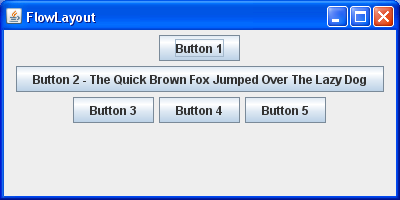 FlowLayout
Button 1
Button 2 - The Quick Brown Fox Jumped Over The Lazy Dog
Button 3 Button 4 Button 5